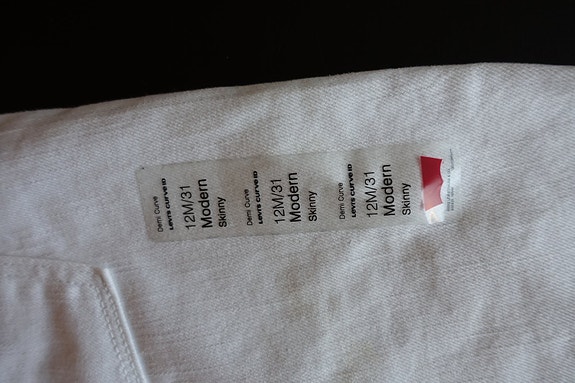 Demi Curve
Levi's curve ID
12M/31
Modern
Skinny
Demi Curve
Levi's curve ID
12M/31
Modern
Skinny
Demi Curve
Levi's curve ID
12M/31
Modern
Skinny